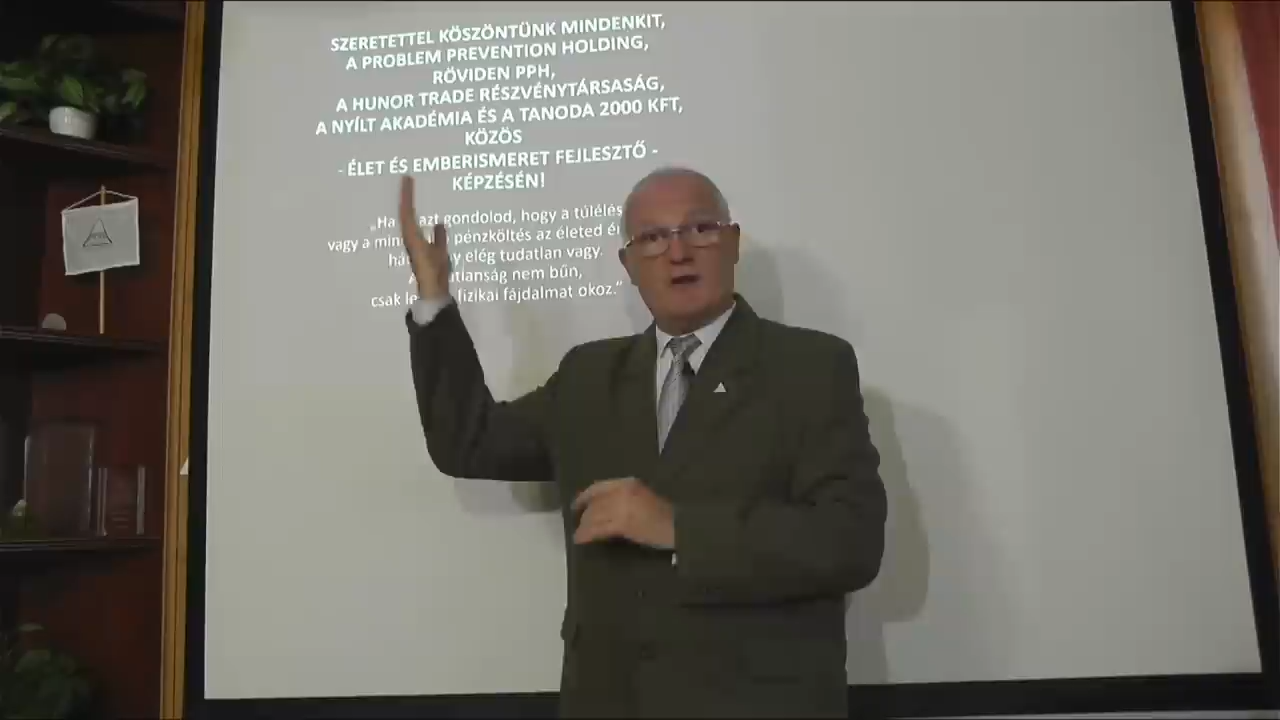 SZERETETTEL KÖSZÖNTÜNK MINDENKIT,
A PROBLEM PREVENTION HOLDING,
RÖVIDEN PPH,
A HUNOR TRADE RÉSZVÉNYTÁRSASÁG,
A NYÍLT AKADÉMIA ÉS A TANODA 2000 KFT,
KÖZÖS
- ÉLET ÉS EMBERISMERET FEJLESZTŐ -
KÉPZÉSÉN!
„Ha azt gondolod, hogy a túlélés
vagy a pénzköltés az életed
elég tudatlan vagy.
nem bűn,
csak fizikai fájdalmat okoz.”